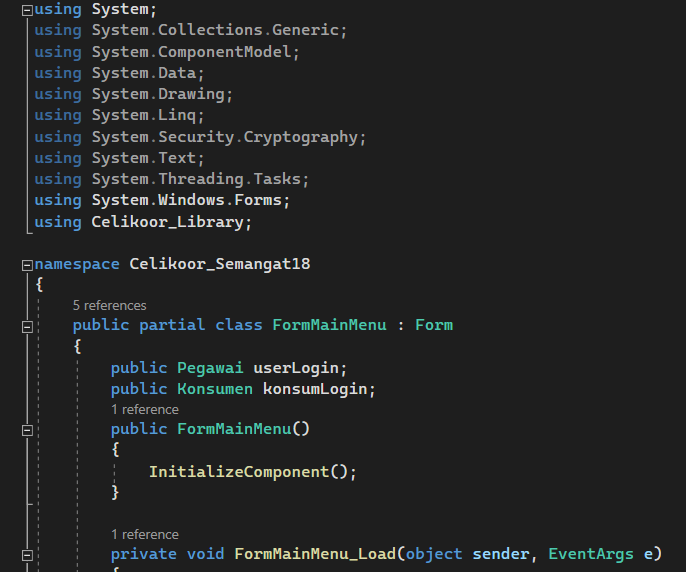 using System;
using System.Collections.Generic;
using System.ComponentModel;
using System.Data;
using System.Drawing;
using System.Linq;
using System.Security.Cryptography;
using System.Text;
using System.Threading.Tasks;
using System.Windows.Forms;
using Celikoor_Library;
namespace Celikoor_Semangat18
{
5 references
public partial class FormMainMenu : Form
{
public Pegawai userLogin;
public Konsumen konsumLogin;
1 reference
public FormMainMenu()
{
InitializeComponent();
}
1 reference
private void FormMainMenu_Load(object sender, EventArgs e)
{